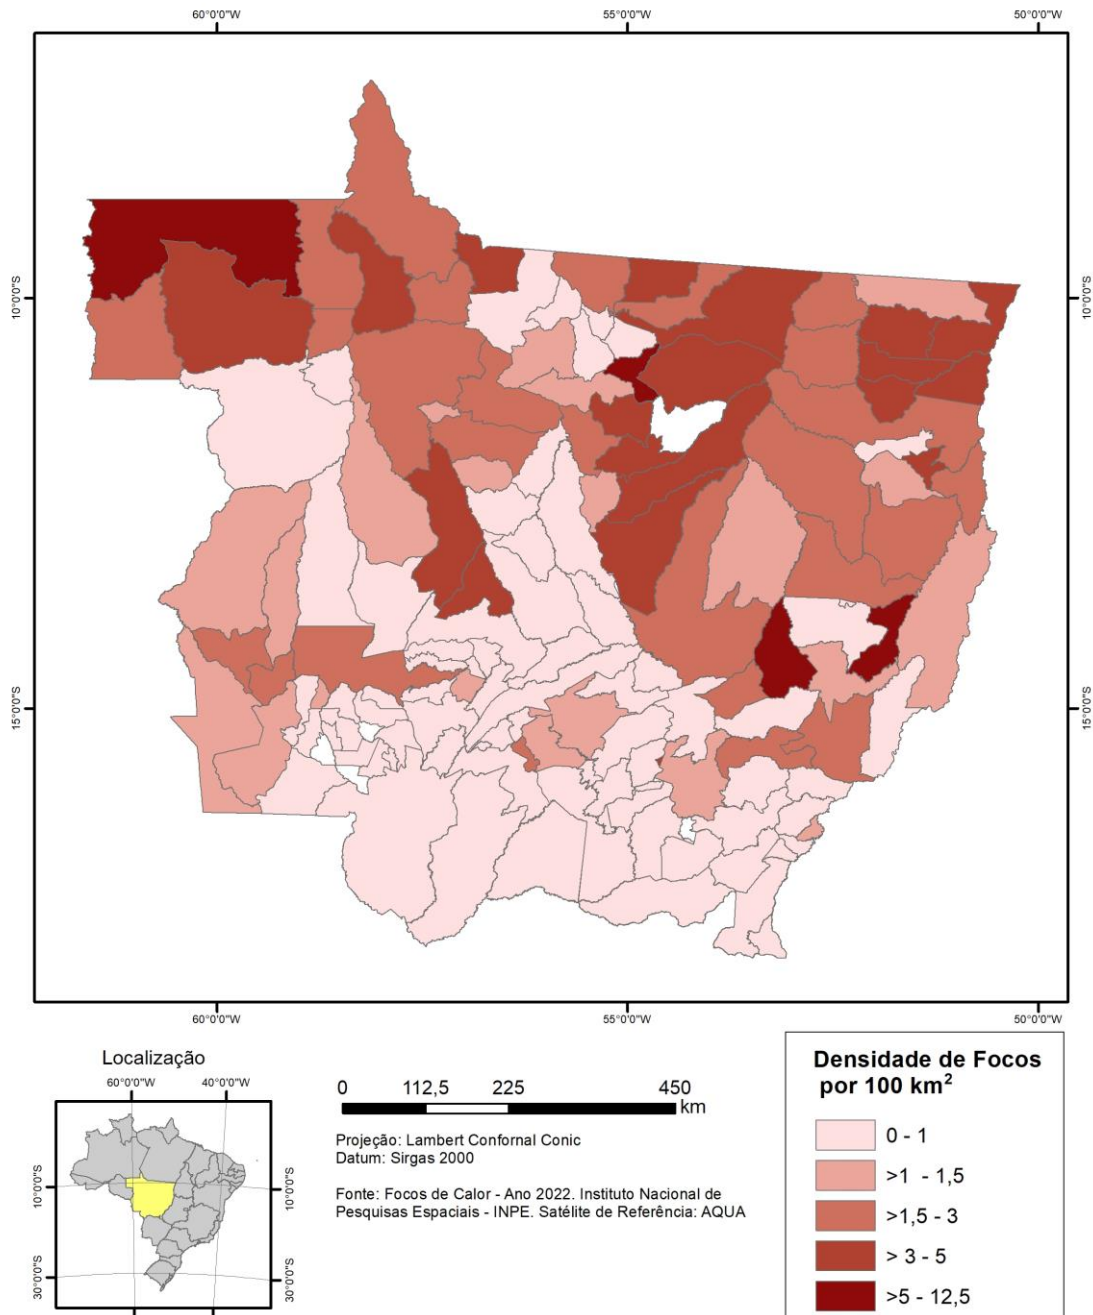 60°0'0"W
55°0'0"W
50°0'0"W
10°0'0"S
10°0'0"S
15°0'0"S
15°0'0"S
60°0'0"W
55°0'0"W
50°0'0"W
Localização
60°0'0"W
40°0'0"W
10°0'0"S
10°0'0"S
30°0'0"S
30°0'0"S
0
112,5
225
450
km
Projeção: Lambert Confornal Conic
Datum: Sirgas 2000
Fonte: Focos de Calor - Ano 2022. Instituto Nacional de
Pesquisas Espaciais - INPE. Satélite de Referência: AQUA
Densidade de Focos
por 100 km²
0 - 1
>1 - 1,5
>1,5 - 3
> 3 - 5
>5 - 12,5